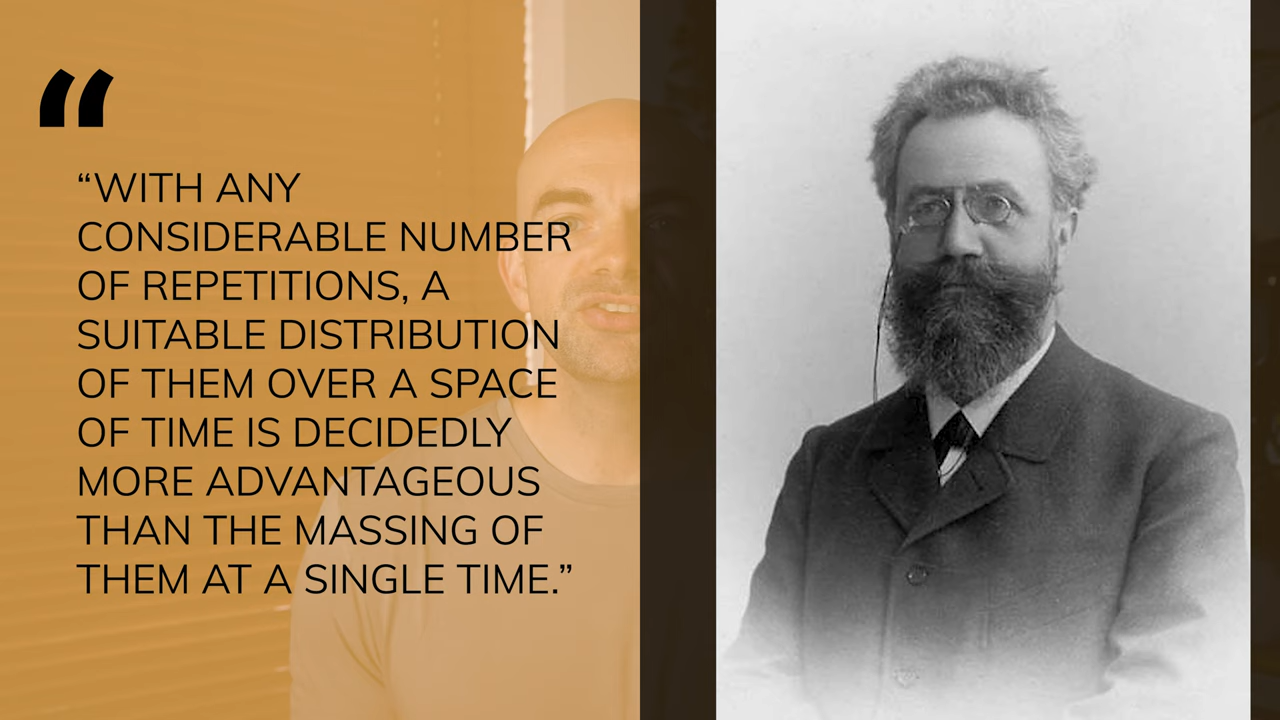 “
“WITH ANY
CONSIDERABLE NUMBER
OF REPETITIONS, A
SUITABLE DISTRIBUTION
OF THEM OVER A SPACE
OF TIME IS DECIDEDLY
MORE ADVANTAGEOUS
THAN THE MASSING OF
THEM AT A SINGLE TIME.”